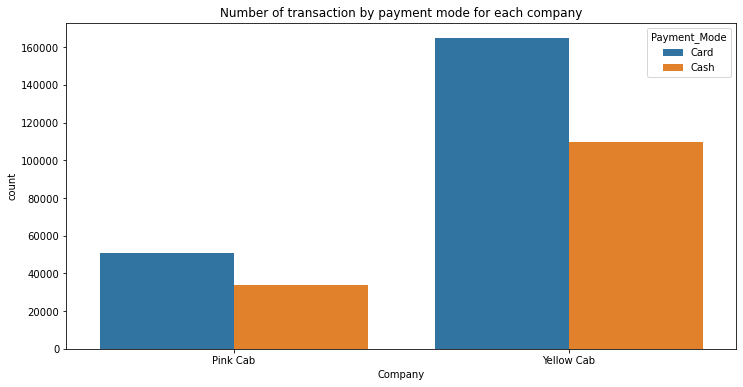 Number of transaction by payment mode for each company
Payment_Mode
Card
Cash
160000
140000
120000
100000
80000
60000
40000
20000
0
count
Pink Cab
Yellow Cab
Company